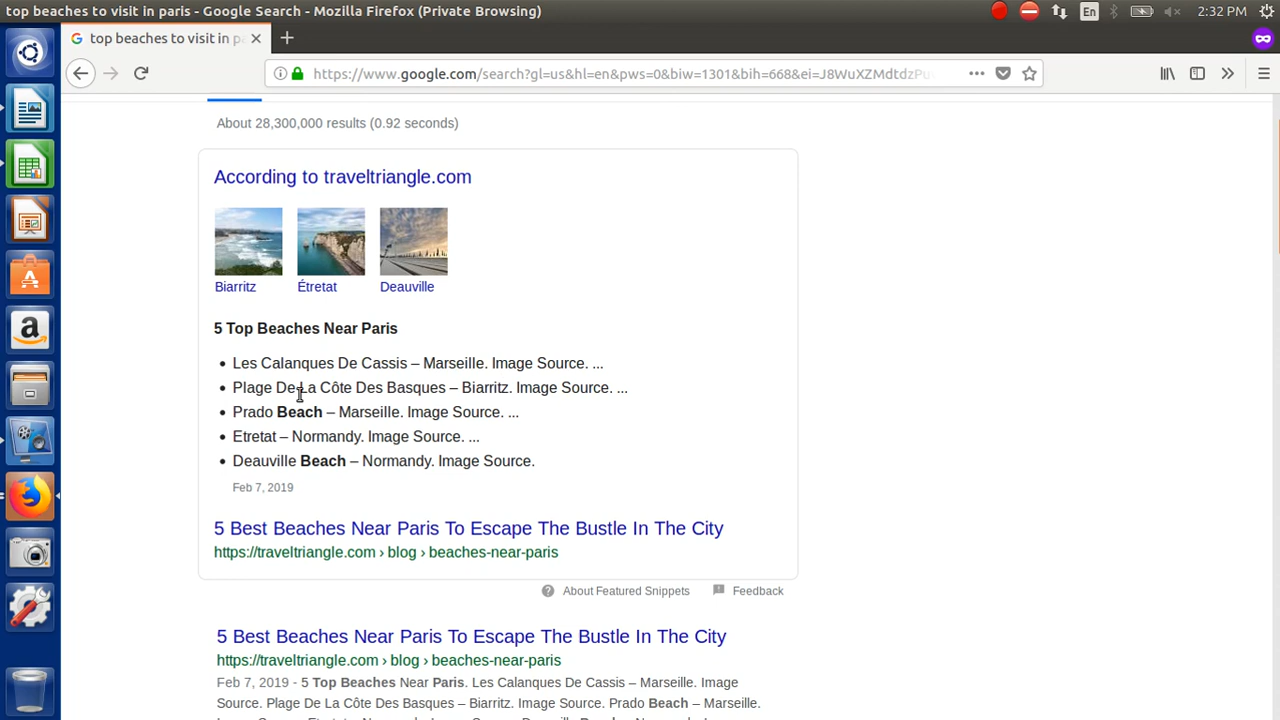 top beaches to visit in paris - Google Search - Mozilla Firefox (Private Browsing)
En
2:32 PM
top beaches to visit in pa
https://www.google.com/search?gl=us&hl=en&pws=0&biw=1301&bih=668&ei=J8WuXZMdtdzPu
About 28,300,000 results (0.92 seconds)
According to traveltriangle.com
Biarritz Étretat Deauville
5 Top Beaches Near Paris
• Les Calanques De Cassis – Marseille. Image Source. ...
• Plage De La Côte Des Basques – Biarritz. Image Source. ...
• Prado Beach – Marseille. Image Source. ...
• Etretat – Normandy. Image Source. ...
• Deauville Beach – Normandy. Image Source.
Feb 7, 2019
5 Best Beaches Near Paris To Escape The Bustle In The City
https://traveltriangle.com › blog › beaches-near-paris
About Featured Snippets Feedback
5 Best Beaches Near Paris To Escape The Bustle In The City
https://traveltriangle.com › blog › beaches-near-paris
Feb 7, 2019 - 5 Top Beaches Near Paris. Les Calanques De Cassis – Marseille. Image
Source. Plage De La Côte Des Basques – Biarritz. Image Source. Prado Beach – Marseille.